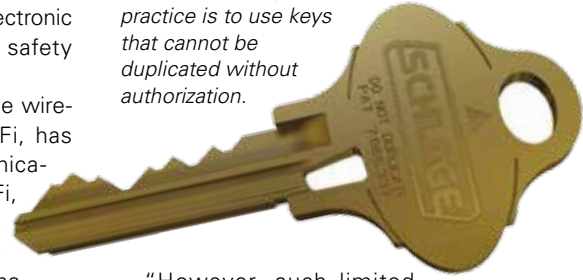 ectronic
safety
e wire-
Fi, has
nica-
Fi,
practice is to use keys
that cannot be
duplicated without
authorization.
SCHLAGE
DO NOT DUPLICATE
PAT.
"However, such limited